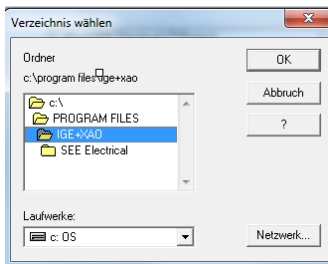 Verzeichnis wählen
Ordner
c:\program files\ige+xao
c:\
PROGRAM FILES
IGE+XAO
SEE Electrical
Laufwerke:
c: OS
OK
Abbruch
?
Netzwerk...